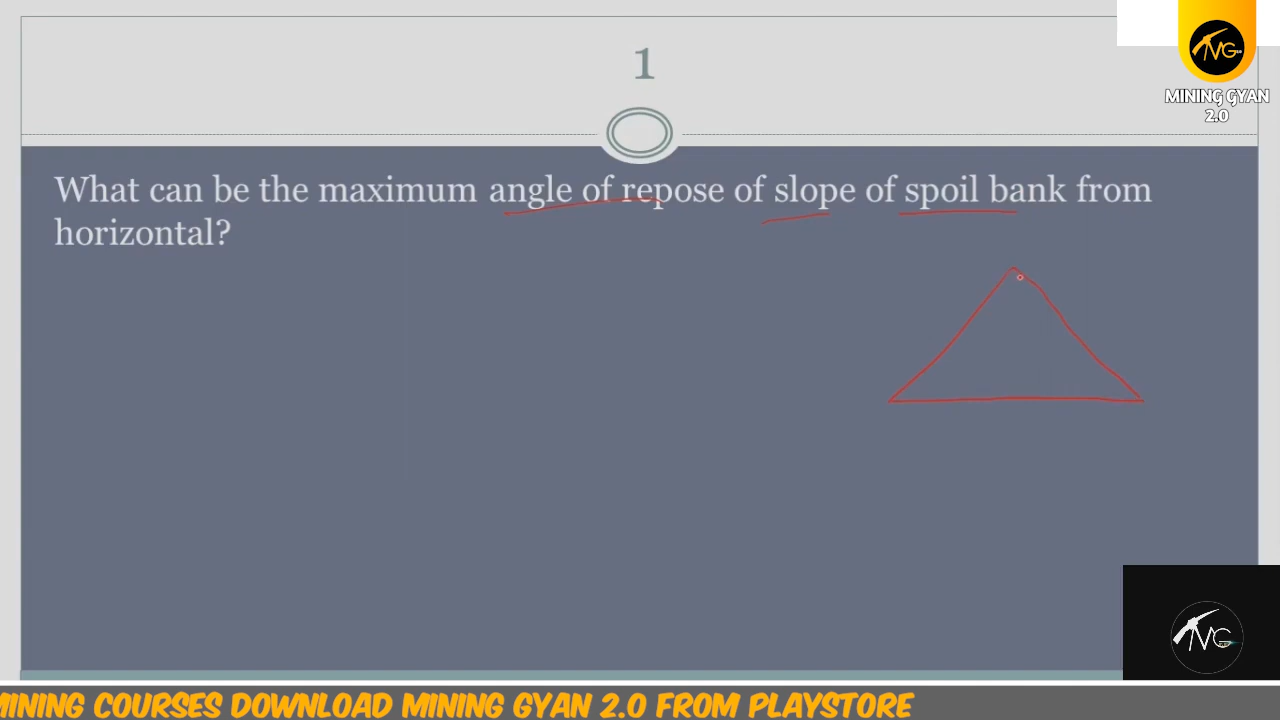 1
MINING GYAN
2.0
What can be the maximum angle of repose of slope of spoil bank from
horizontal?
MINING COURSES DOWNLOAD MINING GYAN 2.0 FROM PLAYSTORE